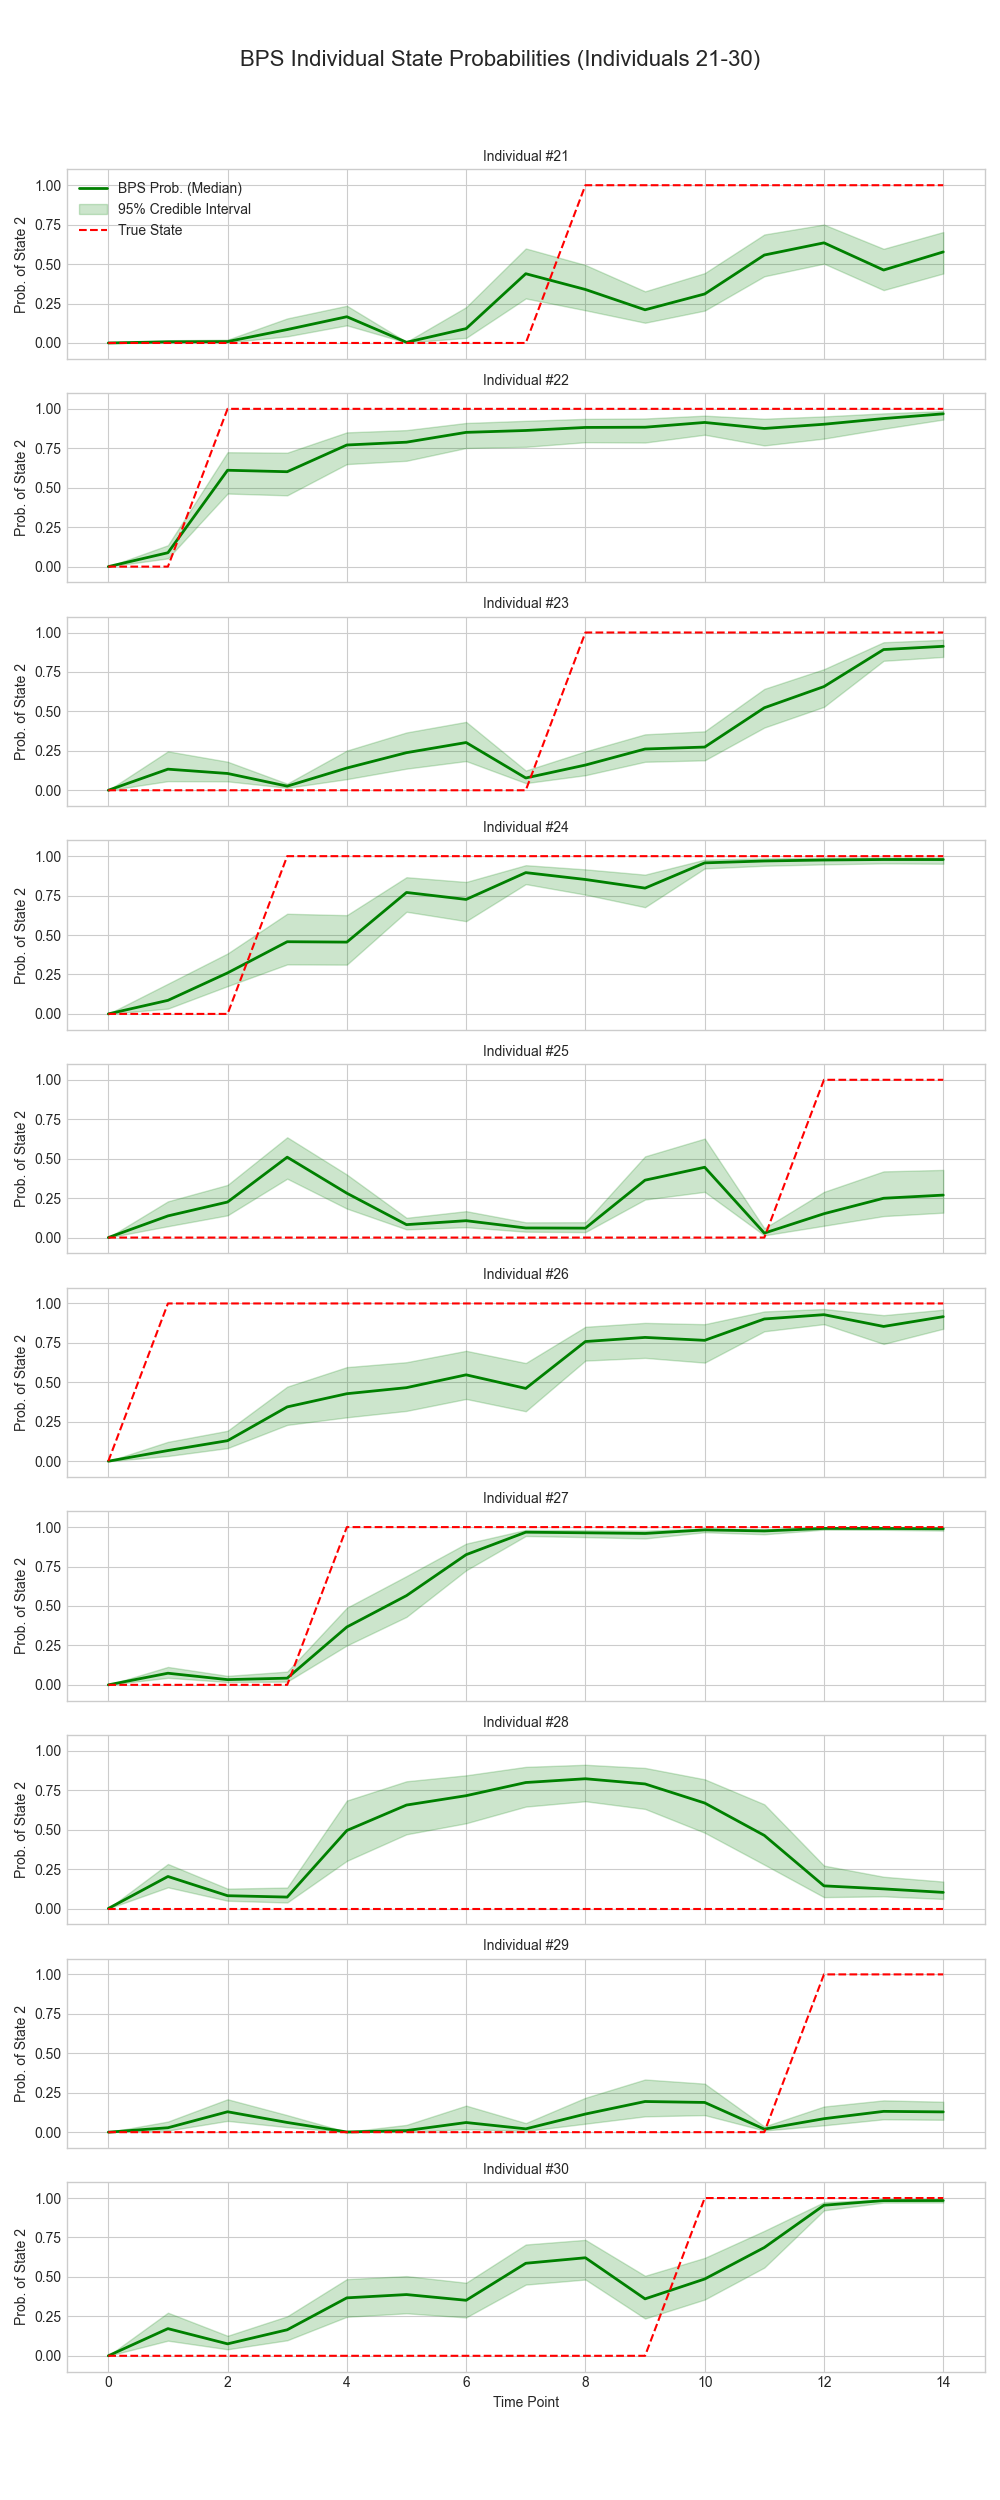 BPS Individual State Probabilities (Individuals 21-30)
Individual #21
1.00
0.75
0.50
0.25
0.00
Prob. of State 2
BPS Prob. (Median)
95% Credible Interval
True State
Individual #22
1.00
0.75
0.50
0.25
0.00
Prob. of State 2
Individual #23
1.00
0.75
0.50
0.25
0.00
Prob. of State 2
Individual #24
1.00
0.75
0.50
0.25
0.00
Prob. of State 2
Individual #25
1.00
0.75
0.50
0.25
0.00
Prob. of State 2
Individual #26
1.00
0.75
0.50
0.25
0.00
Prob. of State 2
Individual #27
1.00
0.75
0.50
0.25
0.00
Prob. of State 2
Individual #28
1.00
0.75
0.50
0.25
0.00
Prob. of State 2
Individual #29
1.00
0.75
0.50
0.25
0.00
Prob. of State 2
Individual #30
1.00
0.75
0.50
0.25
0.00
Prob. of State 2
0 2 4 6 8 10 12 14
Time Point